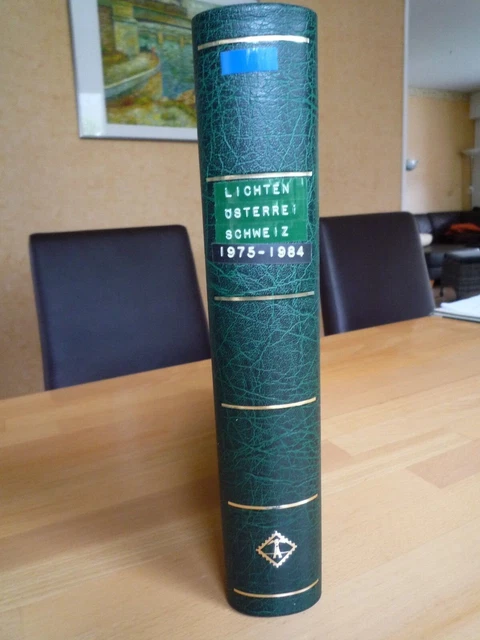 LICHTEN
ÖSTERREI
SCHWEIZ
1975-1984